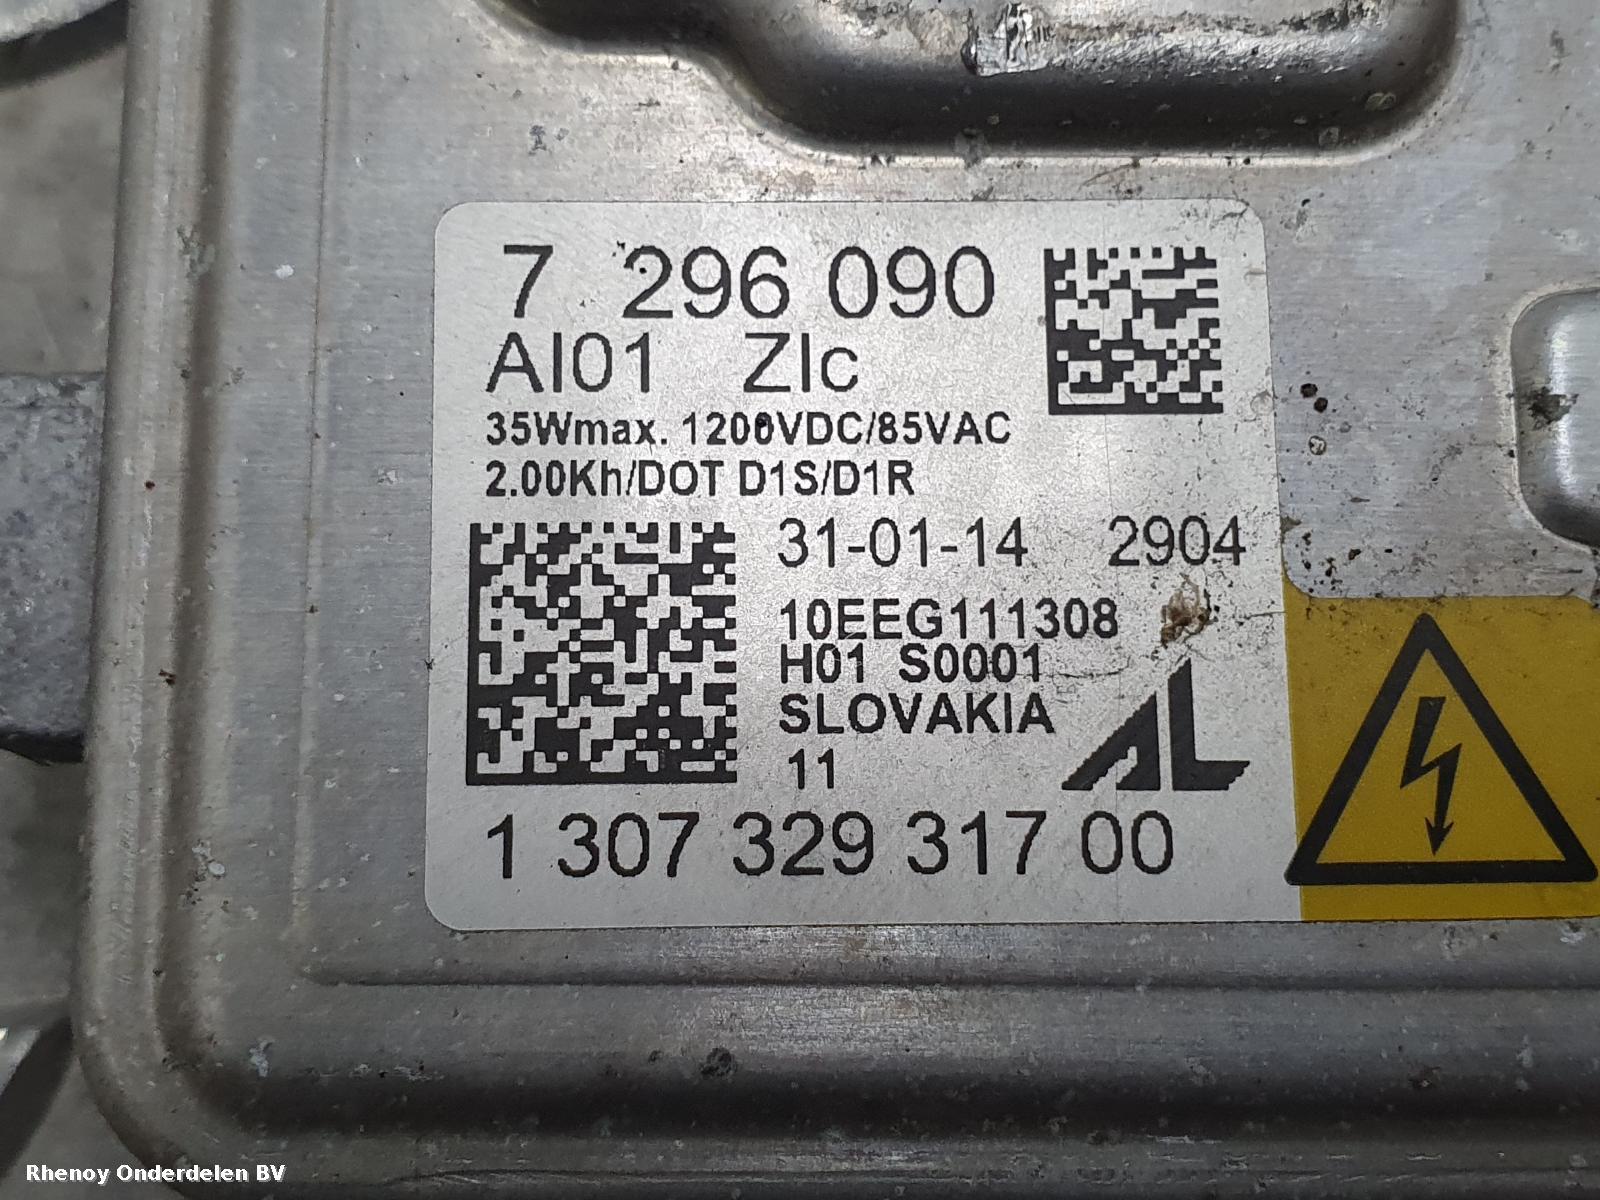 7 296 090
AI01 ZIc
35Wmax. 1200VDC/85VAC
2.00Kh/DOT D1S/D1R
31-01-14 2904
10EEG111308
H01 S0001
SLOVAKIA
11
AL
1 307 329 317 00
Rhenoy Onderdelen BV